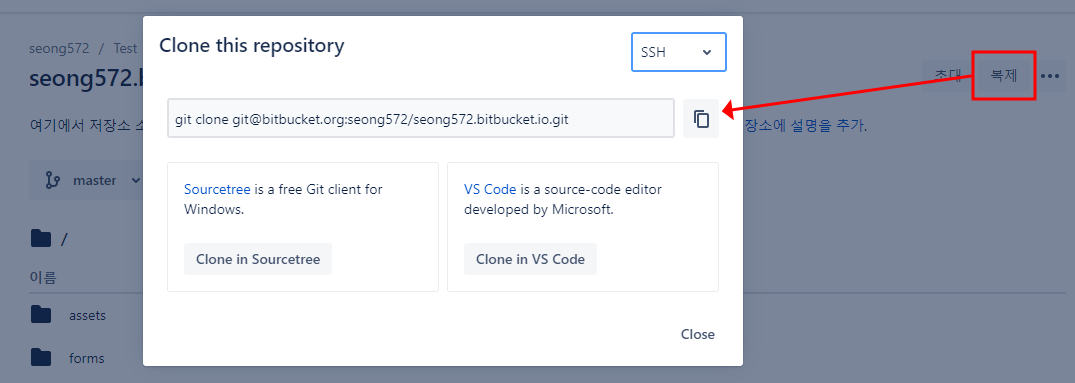 Clone this repository
SSH
seong572 / Test
seong572.b
초대
복제
여기에서 저장소 소
장소에 설명을 추가.
git clone git@bitbucket.org:seong572/seong572.bitbucket.io.git
master
Sourcetree is a free Git client for
Windows.
Clone in Sourcetree
VS Code is a source-code editor
developed by Microsoft.
Clone in VS Code
/
이름
assets
forms
Close